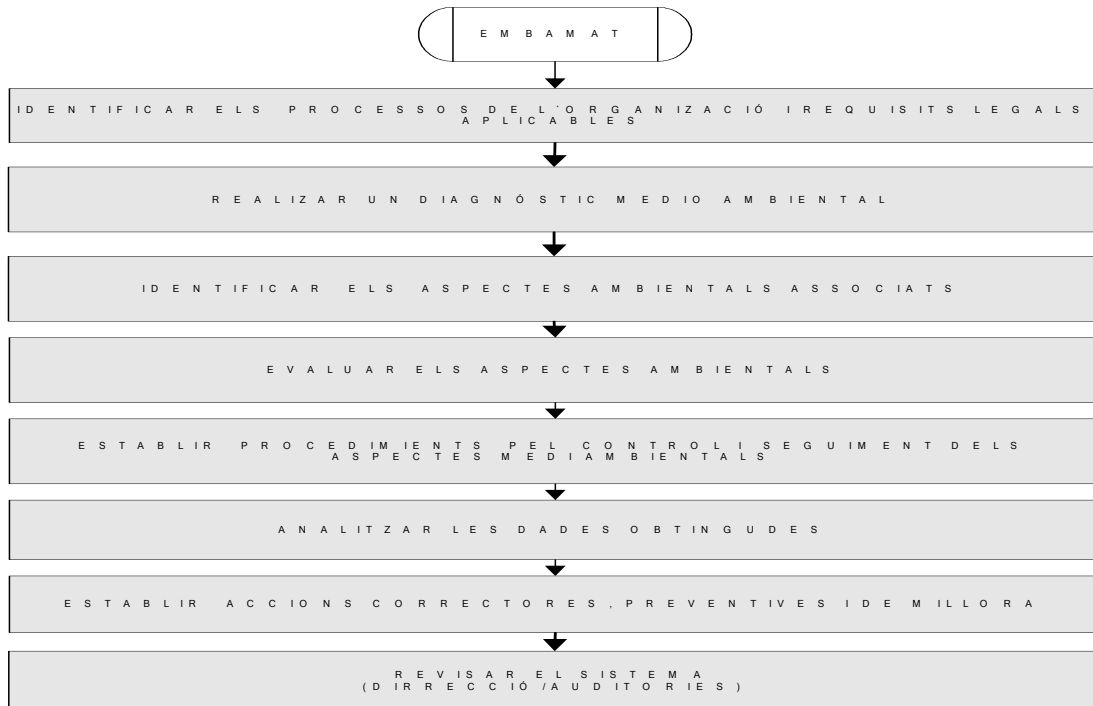 EMBAMAT
IDENTIFICAR ELS PROCESSOS DE L'ORGANIZACIÓ I REQUISITS LEGALS
APLICABLES
REALIZAR UN DIAGNÓSTIC MEDIO AMBIENTAL
IDENTIFICAR ELS ASPECTES AMBIENTALS ASSOCIATS
EVALUAR ELS ASPECTES AMBIENTALS
ESTABLIR PROCEDIMIENTS PEL CONTROL I SEGUIMENT DELS
ASPECTES MEDIAMBIENTALS
ANALITZAR LES DADES OBTINGUDES
ESTABLIR ACCIONS CORRECTORES, PREVENTIVES I DE MILLORA
REVISAR EL SISTEMA
(DIRRECCIÓ /AUDITORIES)